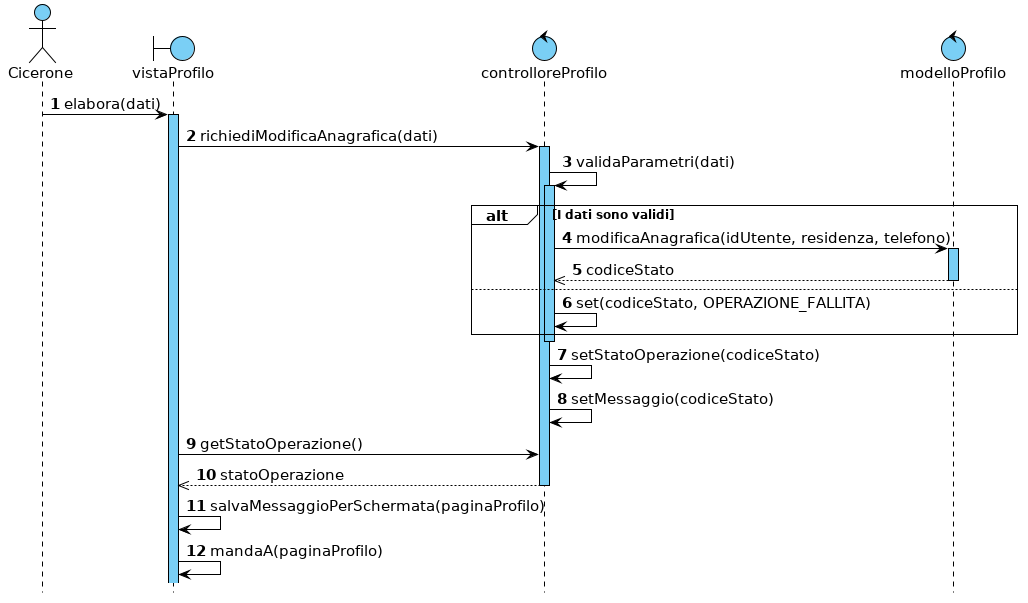 Cicerone
vistaProfilo
controlloreProfilo
modelloProfilo
1 elabora(dati)
2 richiediModificaAnagrafica(dati)
3 validaParametri(dati)
alt [I dati sono validi]
4 modificaAnagrafica(idUtente, residenza, telefono)
5 codiceStato
6 set(codiceStato, OPERAZIONE_FALLITA)
7 setStatoOperazione(codiceStato)
8 setMessaggio(codiceStato)
9 getStatoOperazione()
10 statoOperazione
11 salvaMessaggioPerSchermata(paginaProfilo)
12 mandaA(paginaProfilo)